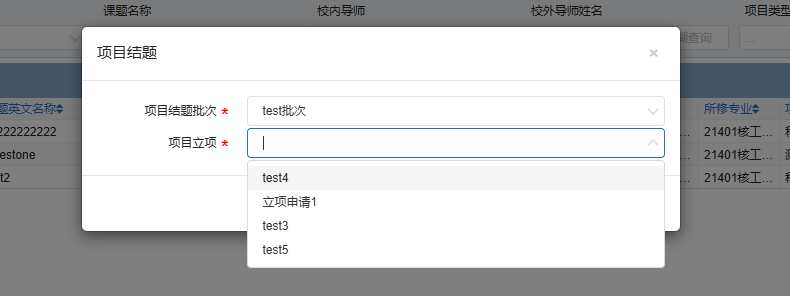 课题名称 校内导师 校外导师姓名 项目类型
项目结题 × 糊查询 ...
题英文名称 所修专业
项目结题批次 * test批次
222222222 21401核工...
项目立项 *
estone 21401核工...
test4
t2 21401核工...
立项申请1
test3
test5